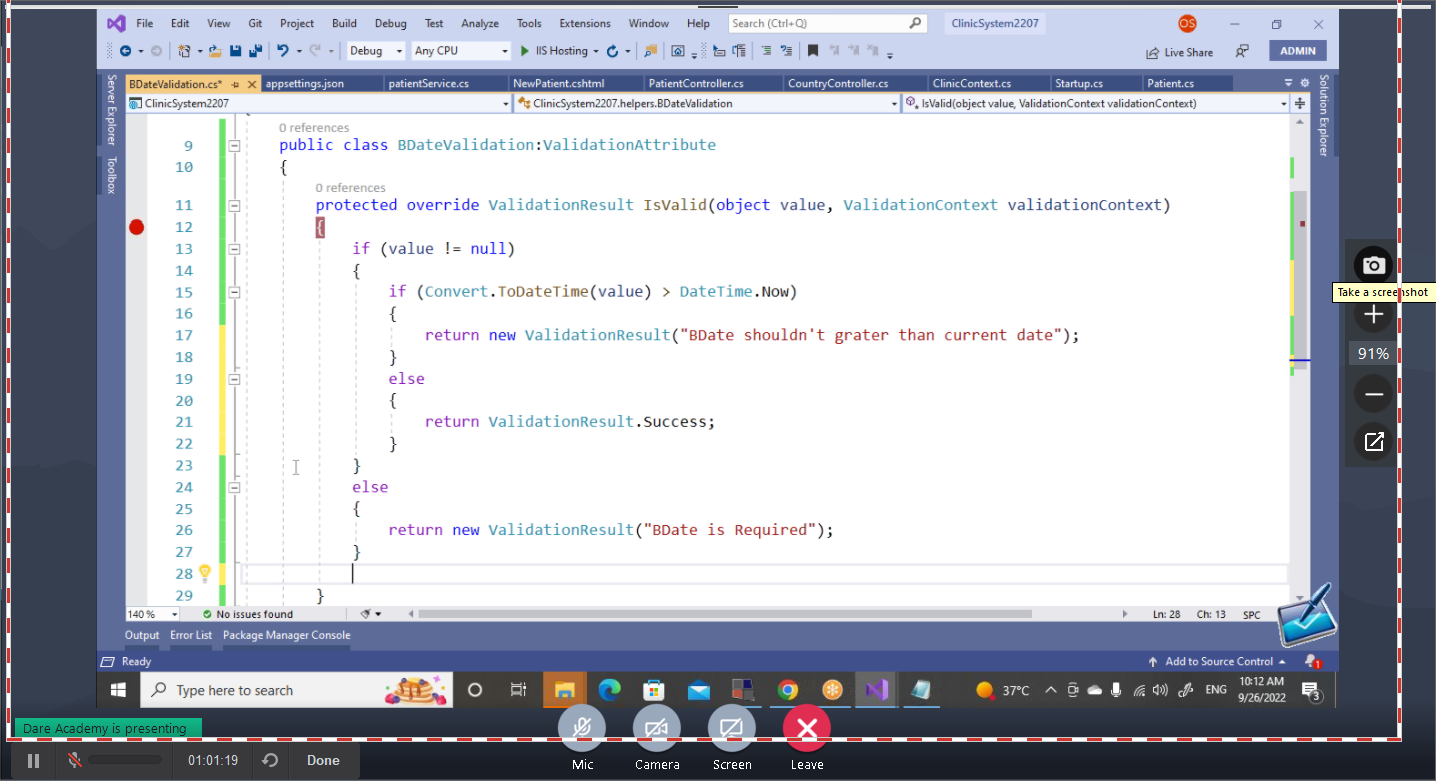 File Edit View Git Project Build Debug Test Analyze Tools Extensions Window Help Search (Ctrl+Q) ClinicSystem2207 OS
Debug Any CPU IIS Hosting Live Share ADMIN
Server Explorer
Toolbox
Solution Explorer
BDateValidation.cs* appsettings.json patientService.cs NewPatient.cshtml PatientController.cs CountryController.cs ClinicContext.cs Startup.cs Patient.cs
ClinicSystem2207 ClinicSystem2207.helpers.BDateValidation IsValid(object value, ValidationContext validationContext)
0 references
9 public class BDateValidation:ValidationAttribute
10 {
0 references
11 protected override ValidationResult IsValid(object value, ValidationContext validationContext)
12 {
13 if (value != null)
14 {
15 if (Convert.ToDateTime(value) > DateTime.Now)
16 {
17 return new ValidationResult("BDate shouldn't grater than current date");
18 }
19 else
20 {
21 return ValidationResult.Success;
22 }
23 }
24 else
25 {
26 return new ValidationResult("BDate is Required");
27 }
28
29 }
140 % No issues found Ln: 28 Ch: 13 SPC
Output Error List Package Manager Console
Ready Add to Source Control 1
Type here to search 37°C ENG 10:12 AM
9/26/2022 3
Take a screenshot
91%
Dare Academy is presenting
Mic Camera Screen Leave
01:01:19 Done